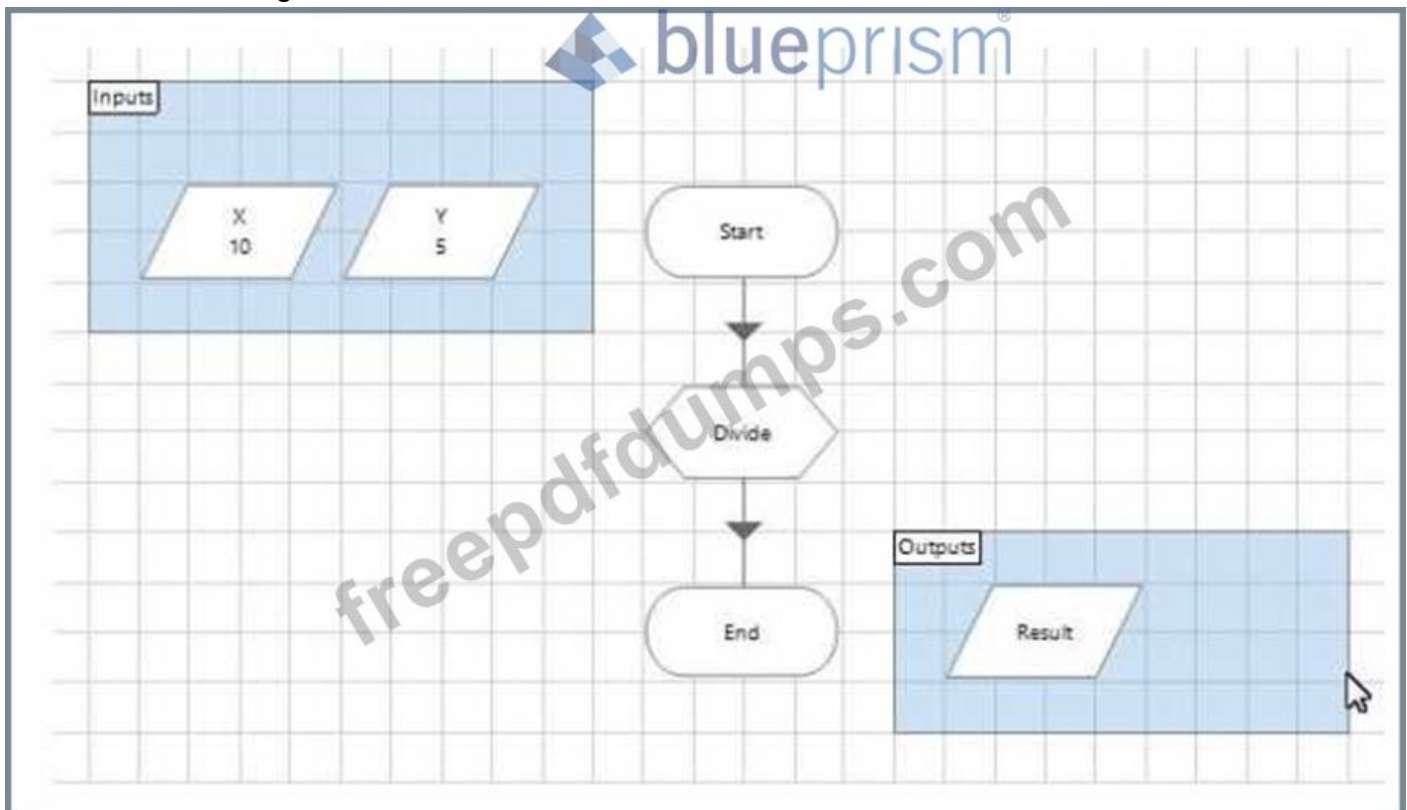 blueprism®
Inputs
X
10
Y
5
Start
Divide
End
Outputs
Result
freepdfdumps.com